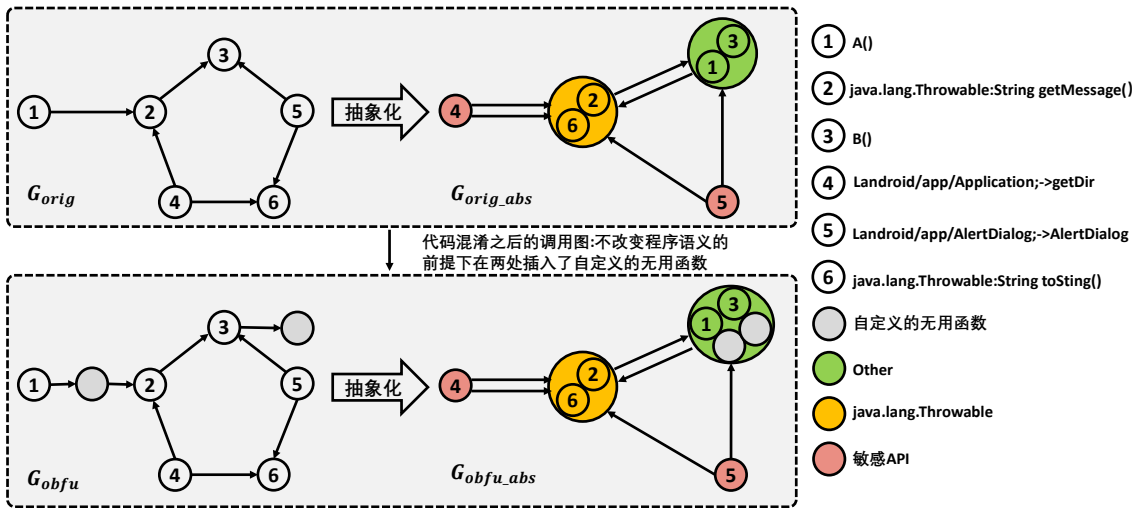 3
1
2
5
4
6
G_orig
抽象化
4
2
6
3
1
5
G_orig_abs
代码混淆之后的调用图:不改变程序语义的
前提下在两处插入了自定义的无用函数
3
1
2
5
4
6
G_obfu
抽象化
4
2
6
3
1
5
G_obfu_abs
1 A()
2 java.lang.Throwable:String getMessage()
3 B()
4 Landroid/app/Application;->getDir
5 Landroid/app/AlertDialog;->AlertDialog
6 java.lang.Throwable:String toSting()
自定义的无用函数
Other
java.lang.Throwable
敏感API